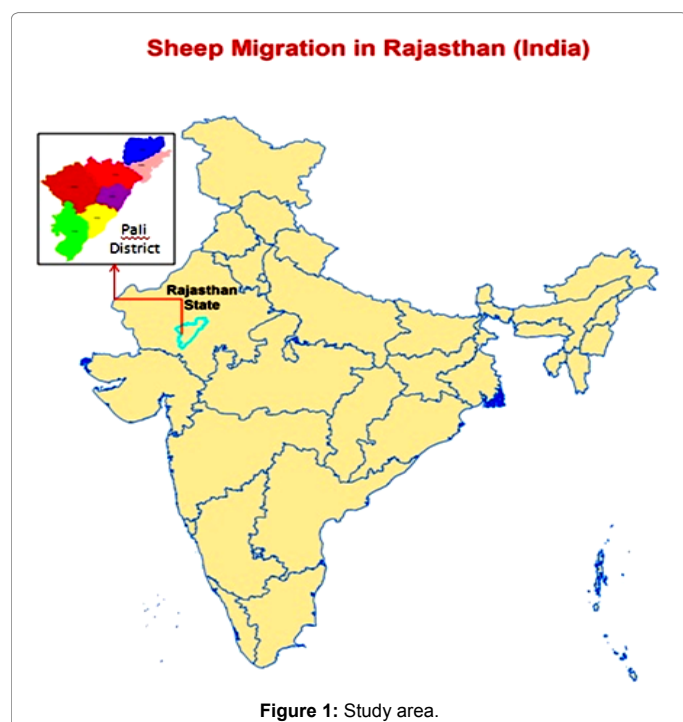 Sheep Migration in Rajasthan (India)
Pali
District
Rajasthan
State
Figure 1: Study area.